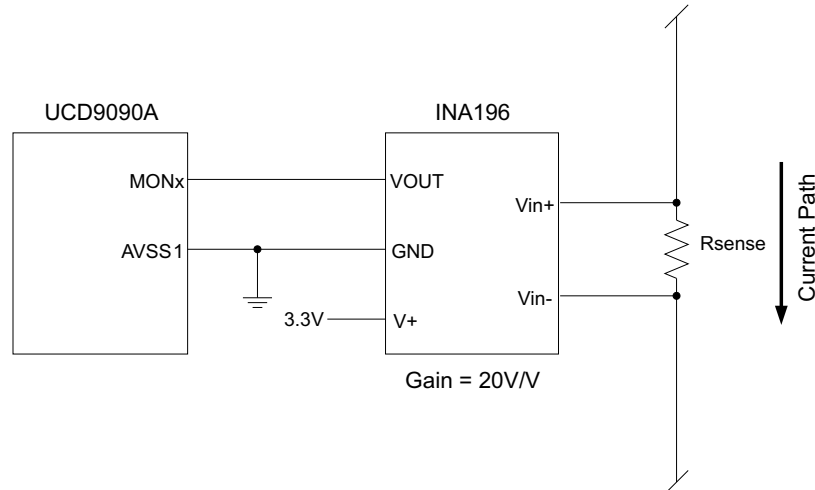 UCD9090A
INA196
MONx
VOUT
Vin+
AVSS1
GND
Rsense
Current Path
Vin-
3.3V
V+
Gain = 20V/V